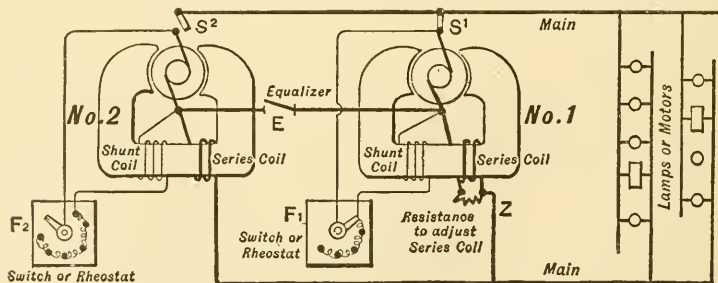 S²
S¹
Main
No.2
Equalizer
E
No.1
Lamps or Motors
Shunt
Coil
Series Coil
Shunt
Coil
Series Coil
F2
Switch or Rheostat
F1
Switch or
Rheostat
Z
Resistance
to adjust
Series Coil
Main